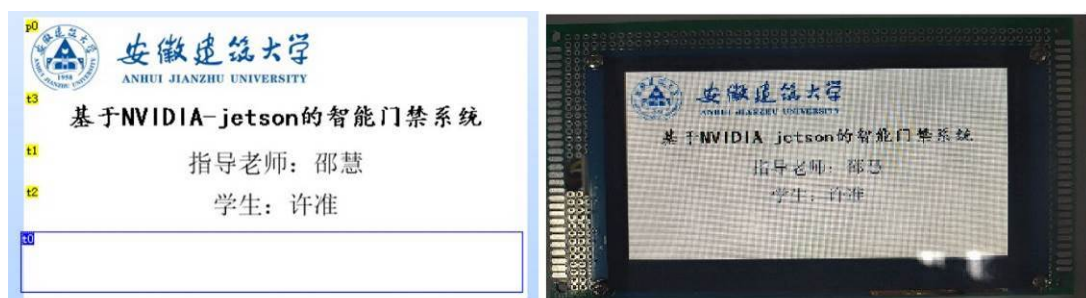 p0
安徽建筑大学
ANHUI JIANZHU UNIVERSITY
t3
基于NVIDIA-jetson的智能门禁系统
t1
指导老师：邵慧
t2
学生：许准
t0
安徽建筑大学
ANHUI JIANZHU UNIVERSITY
基于NVIDIA jetson的智能门禁系统
指导老师：邵慧
学生：许准